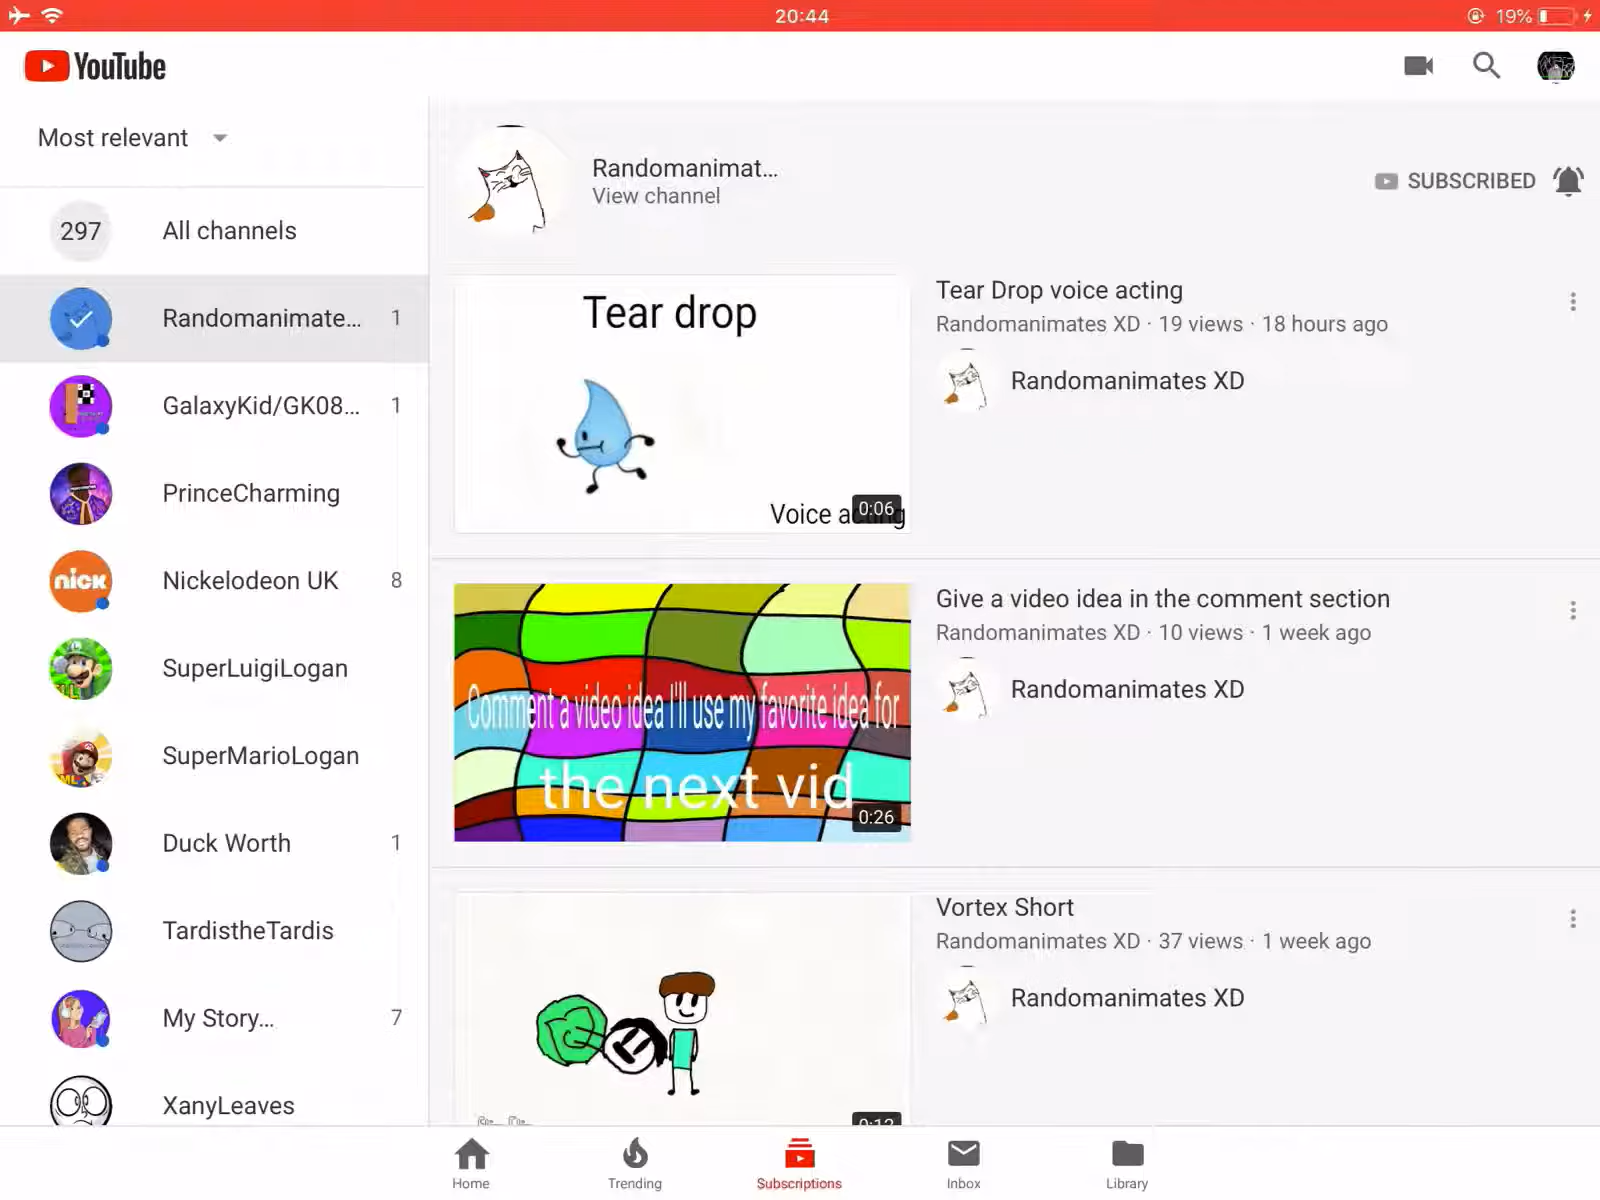 20:44
19%
YouTube
Most relevant
297
All channels
Randomanimate... 1
GalaxyKid/GK08... 1
PrinceCharming
nick
Nickelodeon UK 8
SuperLuigiLogan
SuperMarioLogan
Duck Worth 1
TardistheTardis
My Story... 7
XanyLeaves
Randomanimat...
View channel
SUBSCRIBED
Tear drop
Voice acting
0:06
Tear Drop voice acting
Randomanimates XD · 19 views · 18 hours ago
Randomanimates XD
Comment a video idea I'll use my favorite idea for
the next vid
0:26
Give a video idea in the comment section
Randomanimates XD · 10 views · 1 week ago
Randomanimates XD
0:12
Vortex Short
Randomanimates XD · 37 views · 1 week ago
Randomanimates XD
Home
Trending
Subscriptions
Inbox
Library